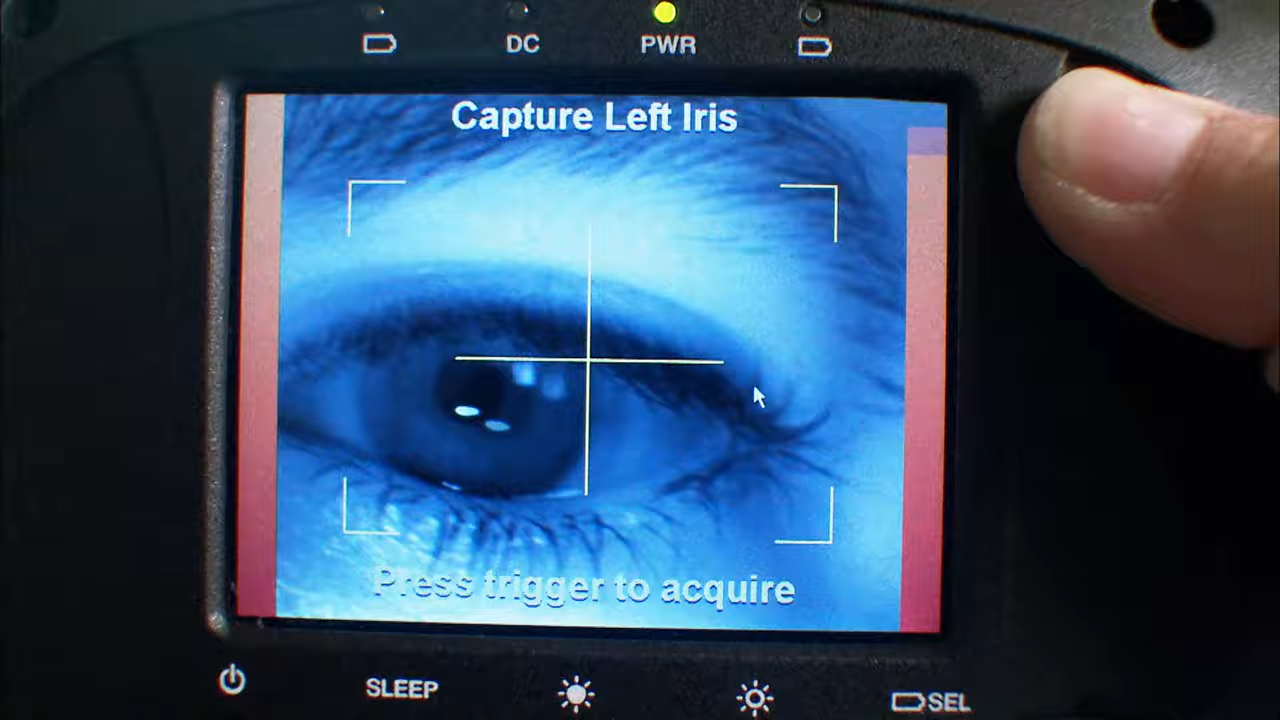 DC
PWR
Capture Left Iris
Press trigger to acquire
SLEEP
SEL